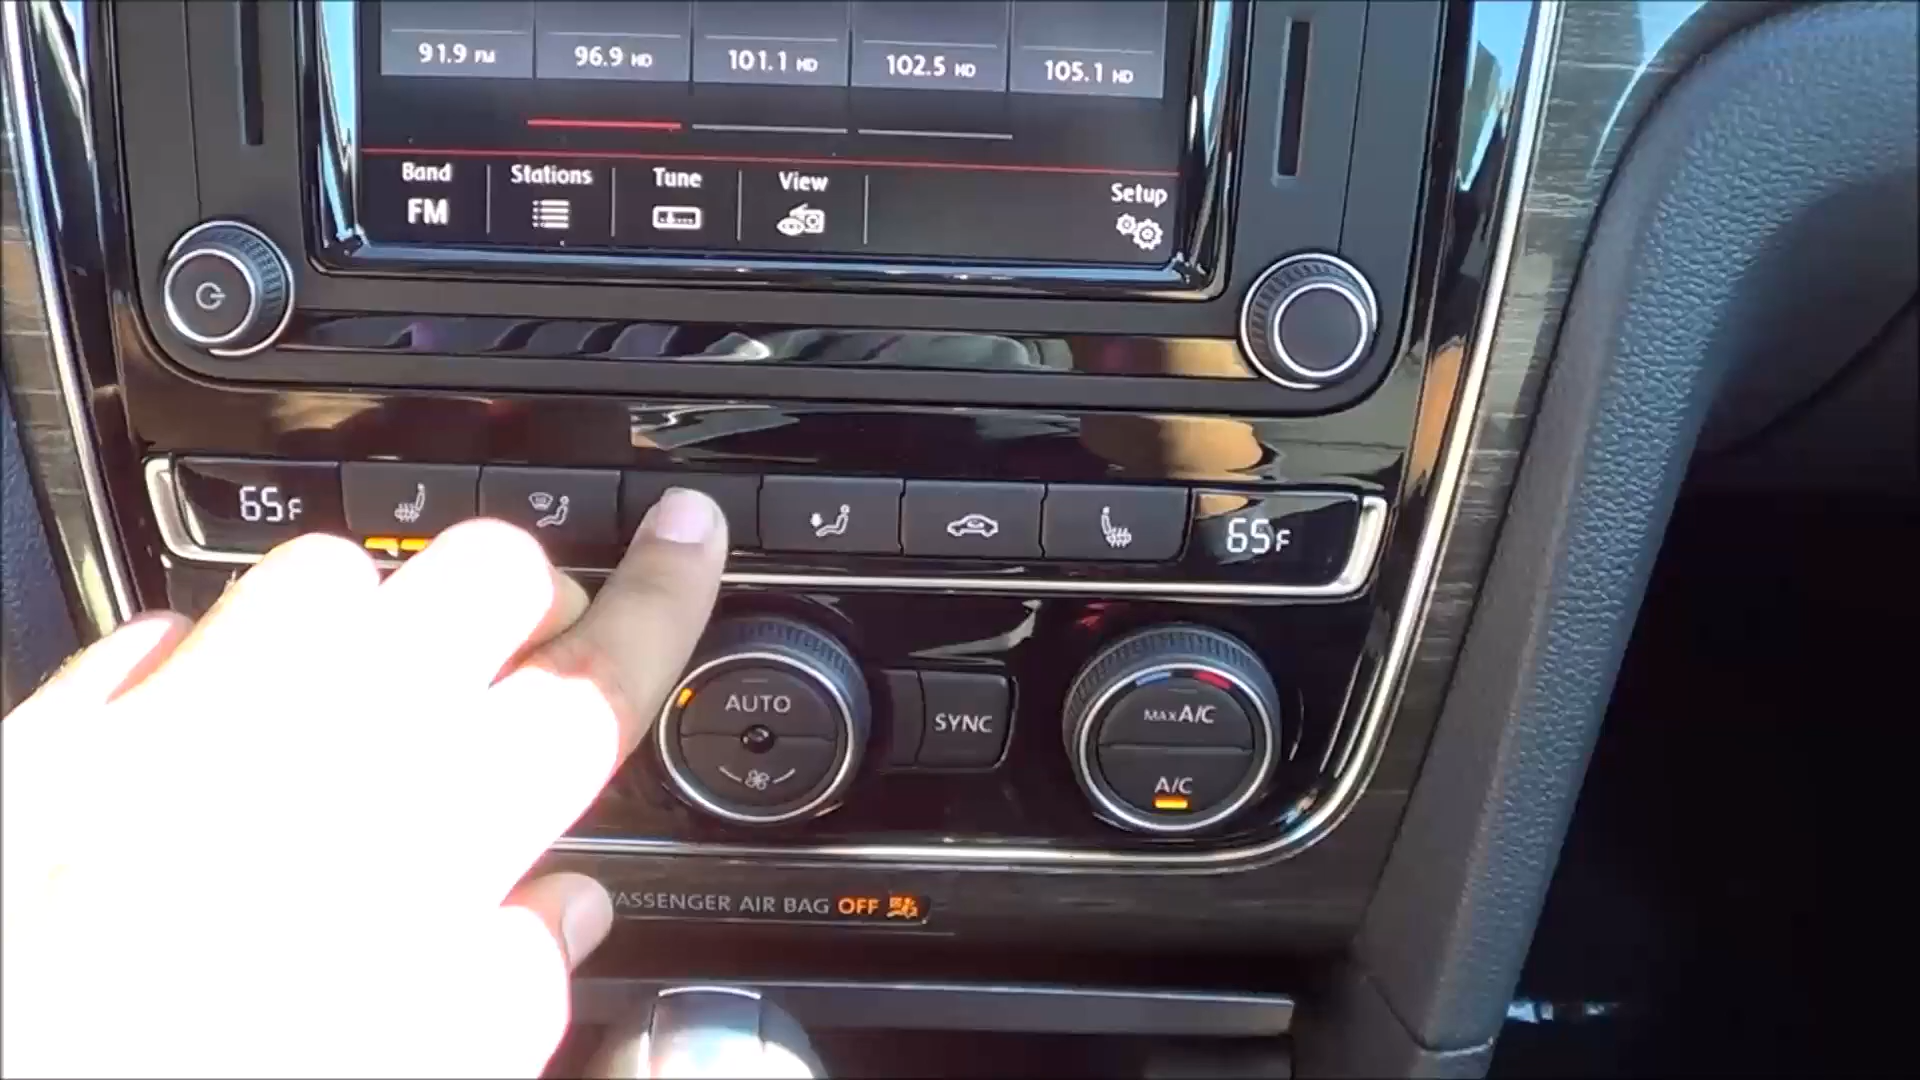 91.9 FM 96.9 HD 101.1 HD 102.5 HD 105.1 HD
Band Stations Tune View Setup
FM
65F 65F
AUTO SYNC MAX A/C
A/C
PASSENGER AIR BAG OFF